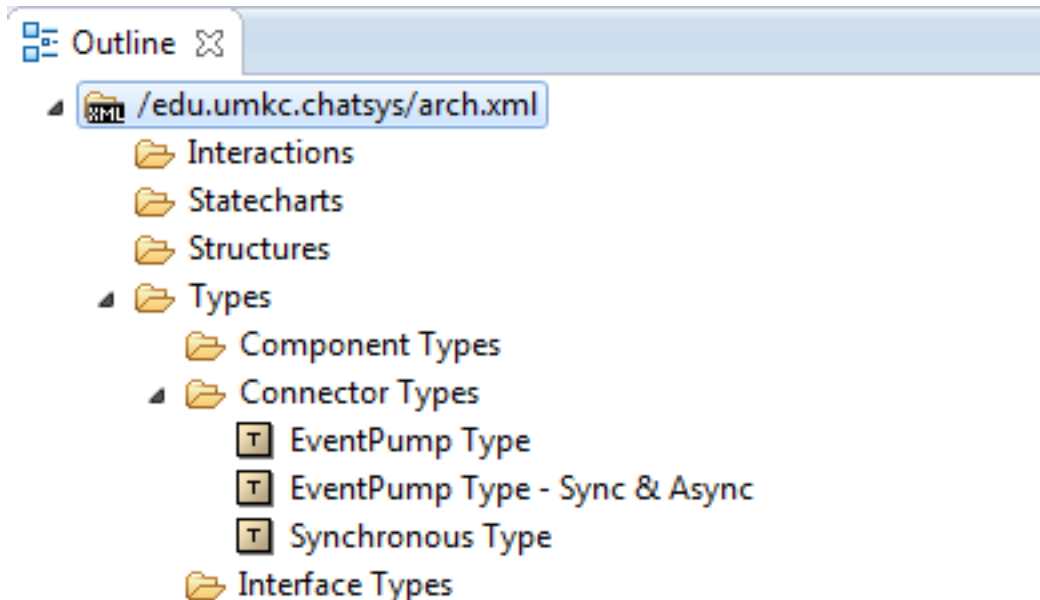 Outline
XML /edu.umkc.chatsys/arch.xml
Interactions
Statecharts
Structures
Types
Component Types
Connector Types
T EventPump Type
T EventPump Type - Sync & Async
T Synchronous Type
Interface Types